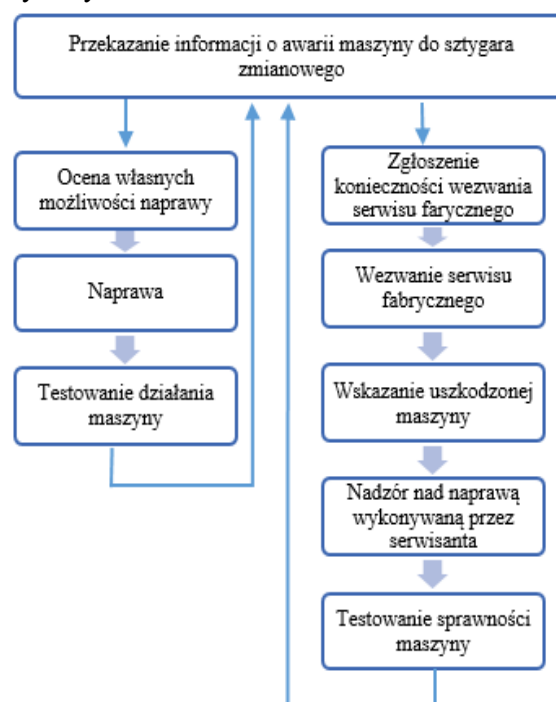 Przekazanie informacji o awarii maszyny do sztygara
zmianowego
Ocena własnych
możliwości naprawy
Naprawa
Testowanie działania
maszyny
Zgłoszenie
konieczności wezwania
serwisu farycznego
Wezwanie serwisu
fabrycznego
Wskazanie uszkodzonej
maszyny
Nadzór nad naprawą
wykonywaną przez
serwisanta
Testowanie sprawności
maszyny